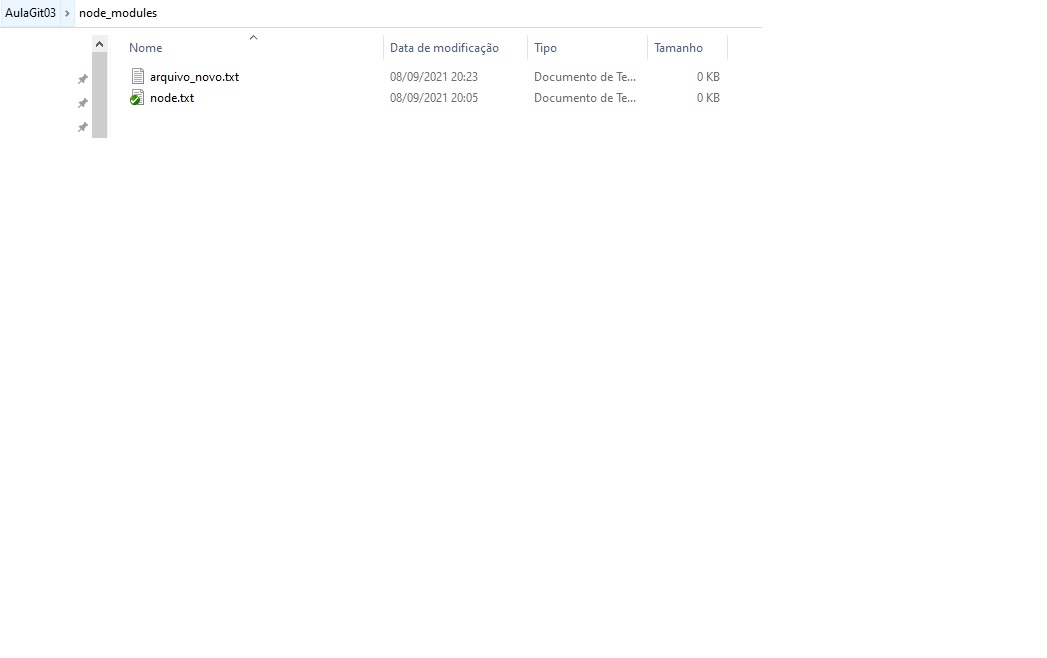 AulaGit03 > node_modules
Nome Data de modificação Tipo Tamanho
arquivo_novo.txt 08/09/2021 20:23 Documento de Te... 0 KB
node.txt 08/09/2021 20:05 Documento de Te... 0 KB